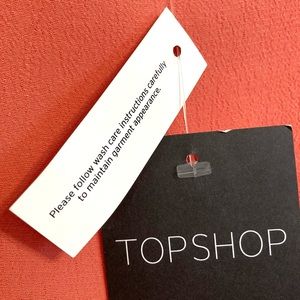 Please follow wash care instructions carefully
to maintain garment appearance.
TOPSHOP